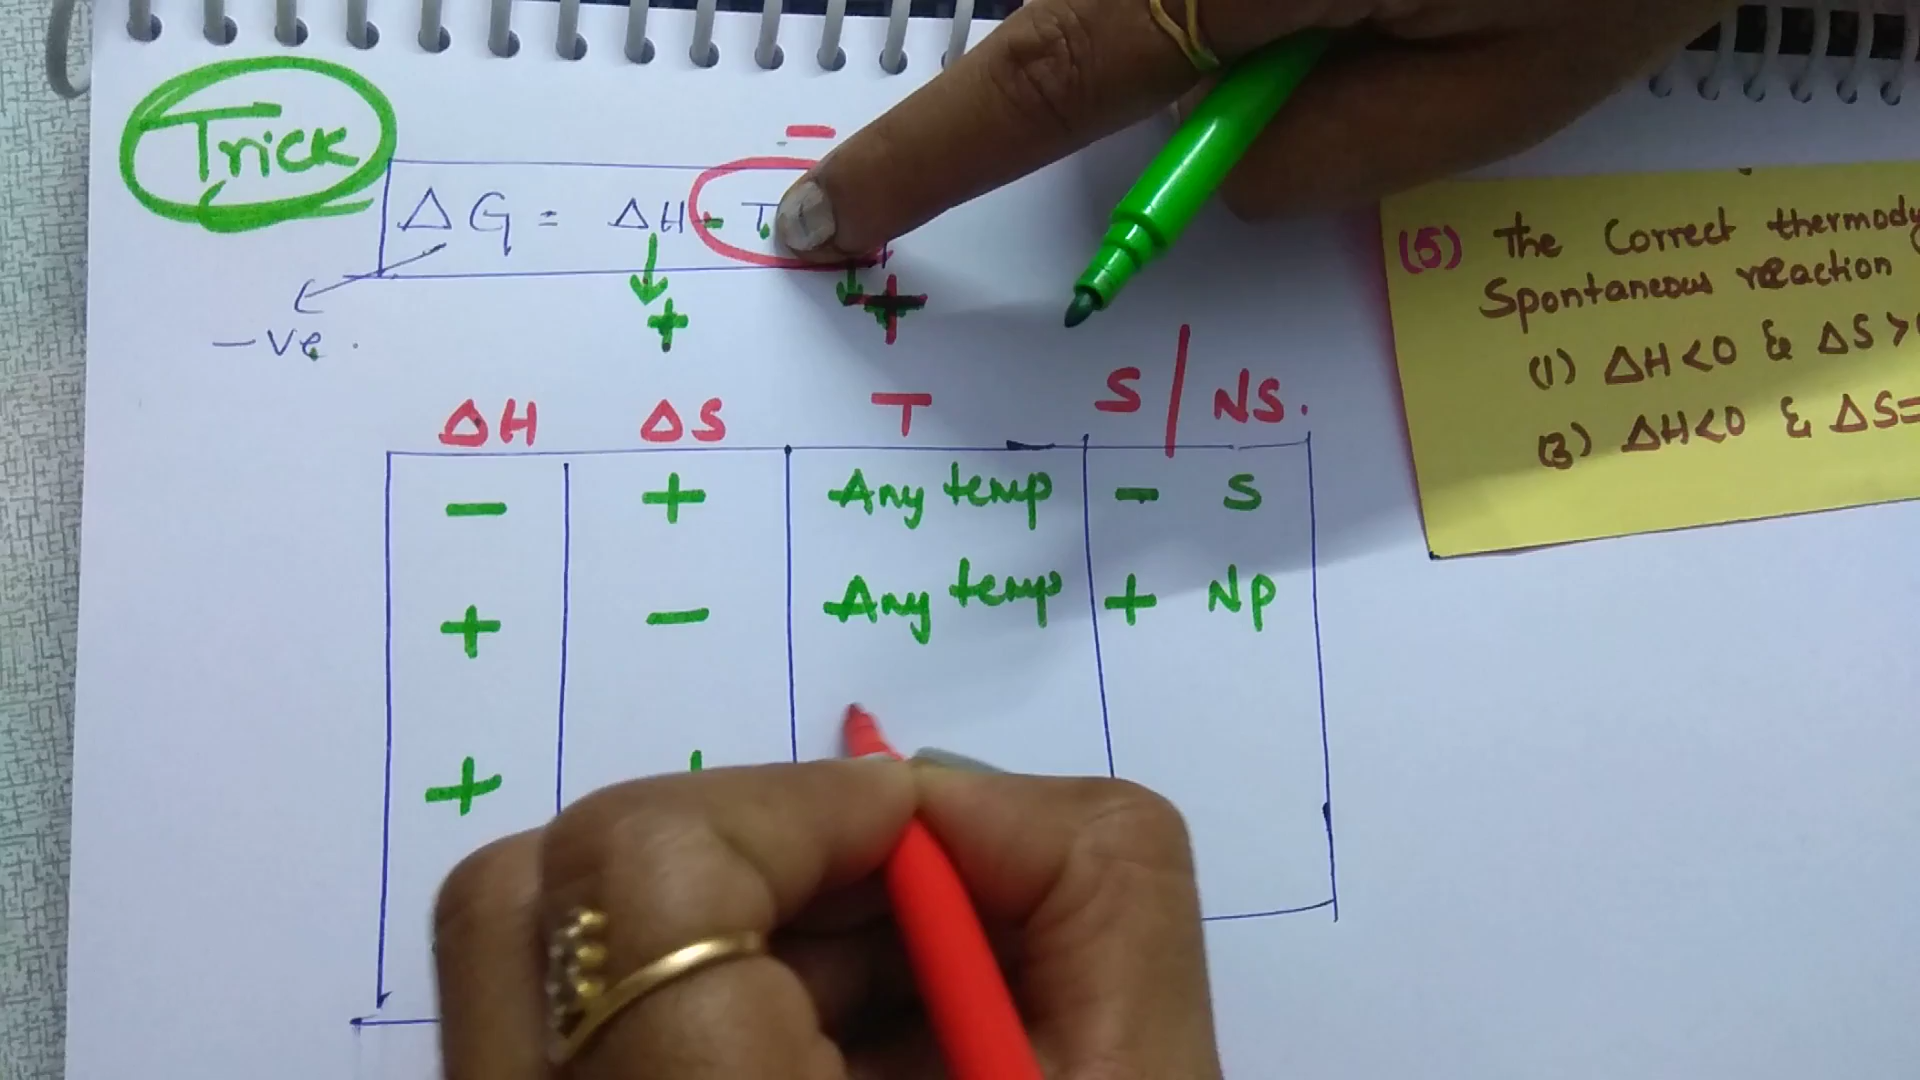 Trick
-
ΔG = ΔH - T
+ +
-ve.
ΔH ΔS T S / NS.
- + Any temp - S
+ - Any temp + NP
+ +
(5) The Correct
Spontaneous reaction
(1) ΔH<0 & ΔS>
(3) ΔH<0 & ΔS=